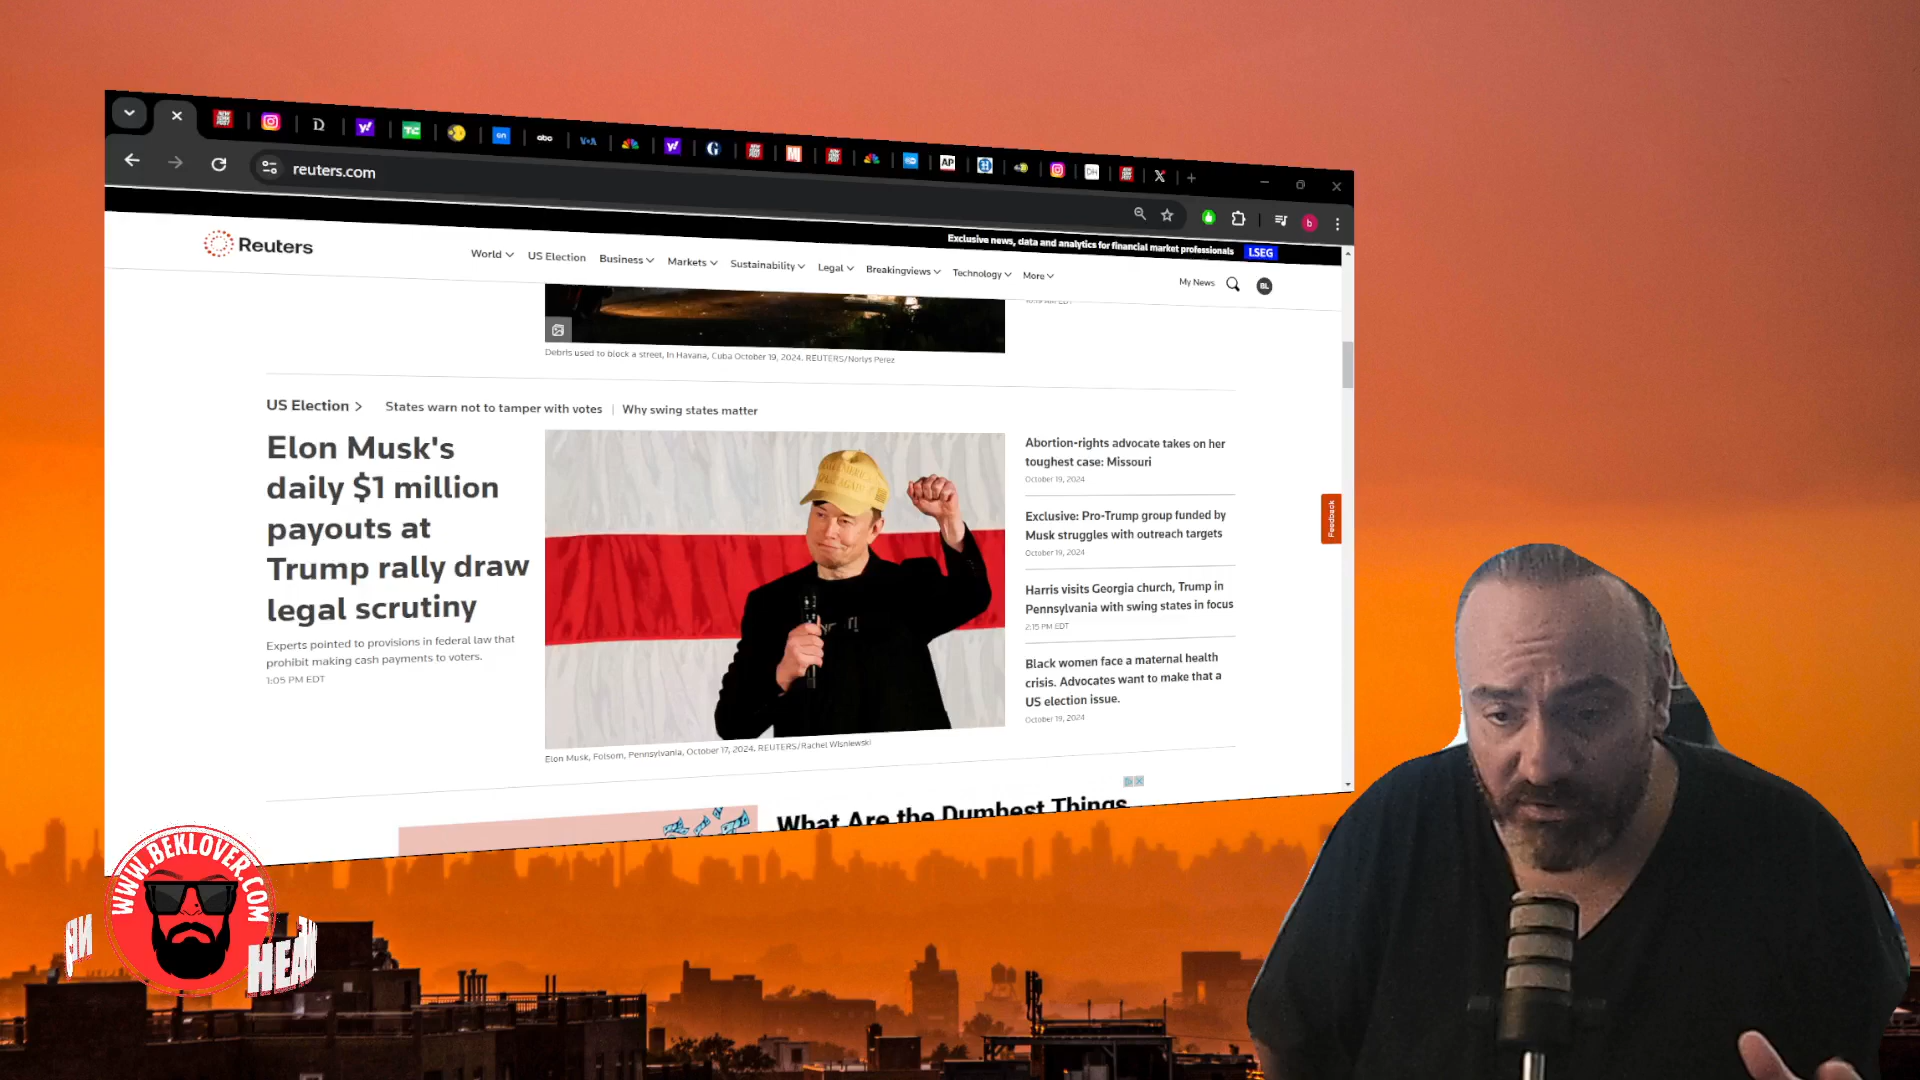 reuters.com
Exclusive news, data and analytics for financial market professionals LSEG
Reuters
World
US Election
Business
Markets
Sustainability
Legal
Breakingviews
Technology
More
My News
BL
Debris used to block a street, in Havana, Cuba October 19, 2024. REUTERS/Norlys Perez
US Election > States warn not to tamper with votes | Why swing states matter
Elon Musk's
daily $1 million
payouts at
Trump rally draw
legal scrutiny
Experts pointed to provisions in federal law that
prohibit making cash payments to voters.
1:05 PM EDT
Elon Musk, Folsom, Pennsylvania, October 17, 2024. REUTERS/Rachel Wisniewski
Abortion-rights advocate takes on her
toughest case: Missouri
October 19, 2024
Exclusive: Pro-Trump group funded by
Musk struggles with outreach targets
October 19, 2024
Harris visits Georgia church, Trump in
Pennsylvania with swing states in focus
2:15 PM EDT
Black women face a maternal health
crisis. Advocates want to make that a
US election issue.
October 19, 2024
Feedback
What Are the Dumbest Things
WWW.BEKLOVER.COM